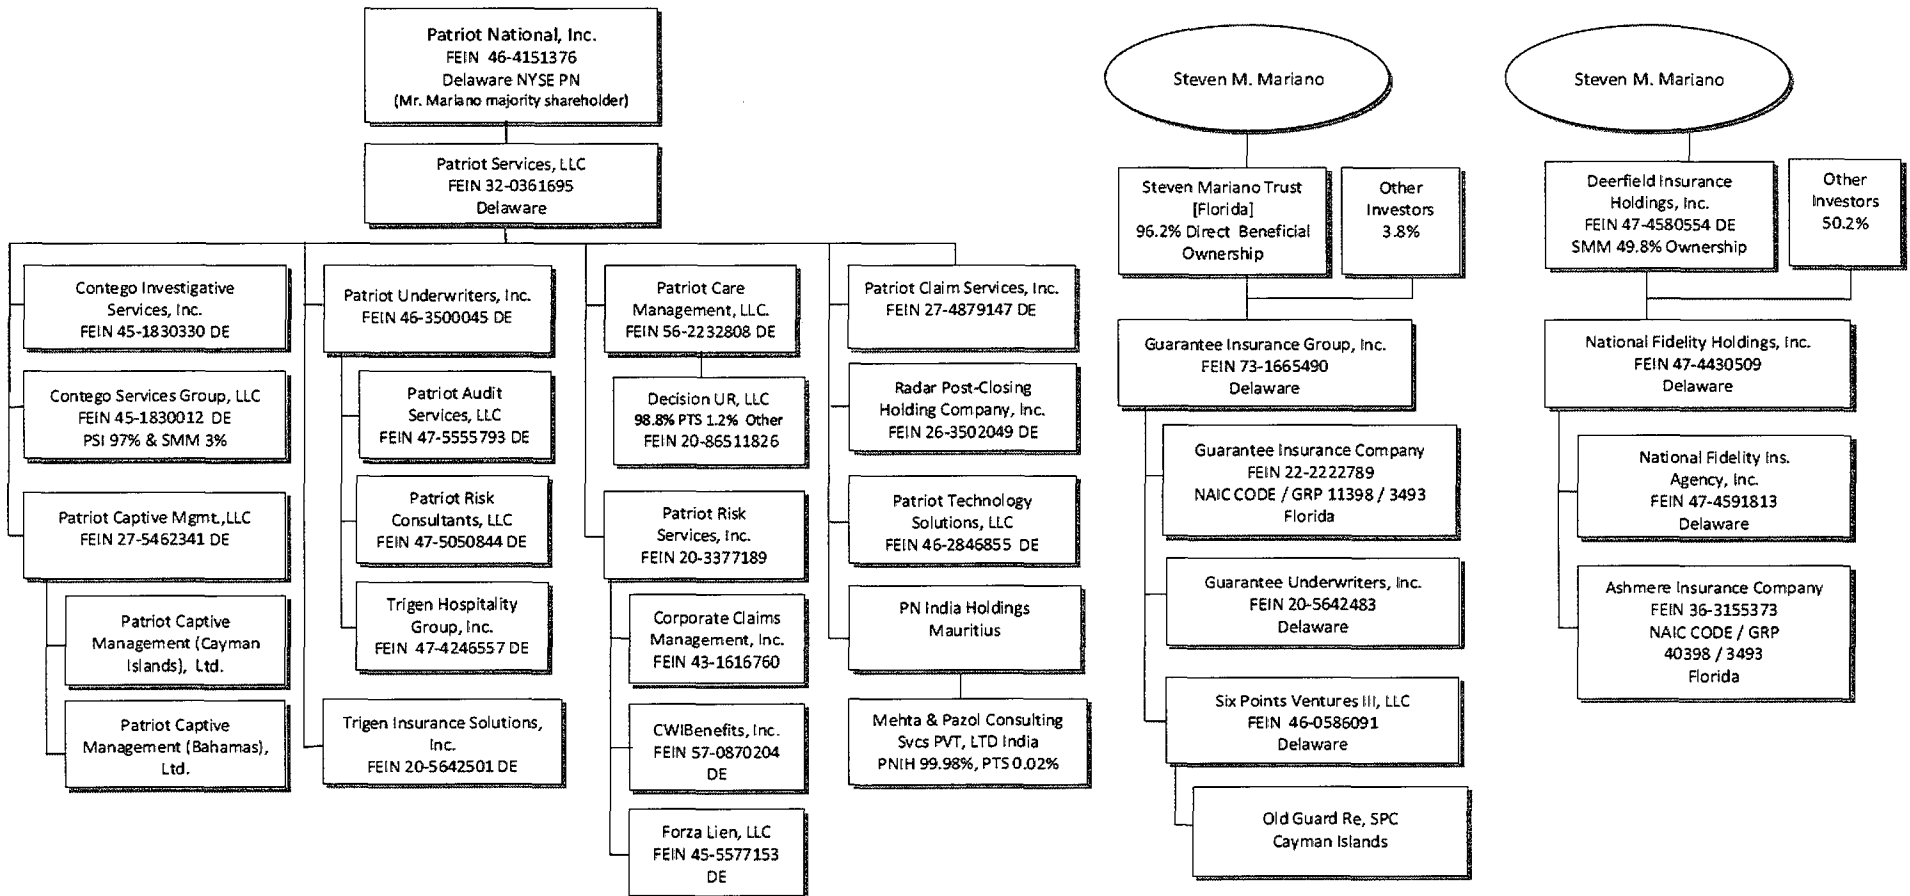 Patriot National, Inc.
FEIN 46-4151376
Delaware NYSE PN
(Mr. Mariano majority shareholder)
Patriot Services, LLC
FEIN 32-0361695
Delaware
Contego Investigative
Services, Inc.
FEIN 45-1830330 DE
Contego Services Group, LLC
FEIN 45-1830012 DE
PSI 97% & SMM 3%
Patriot Captive Mgmt.,LLC
FEIN 27-5462341 DE
Patriot Captive
Management (Cayman
Islands), Ltd.
Patriot Captive
Management (Bahamas),
Ltd.
Patriot Underwriters, Inc.
FEIN 46-3500045 DE
Patriot Audit
Services, LLC
FEIN 47-5555793 DE
Patriot Risk
Consultants, LLC
FEIN 47-5050844 DE
Trigen Hospitality
Group, Inc.
FEIN 47-4246557 DE
Trigen Insurance Solutions,
Inc.
FEIN 20-5642501 DE
Patriot Care
Management, LLC.
FEIN 56-2232808 DE
Decision UR, LLC
98.8% PTS 1.2% Other
FEIN 20-86511826
Patriot Risk
Services, Inc.
FEIN 20-3377189
Corporate Claims
Management, Inc.
FEIN 43-1616760
CWIBenefits, Inc.
FEIN 57-0870204
DE
Forza Lien, LLC
FEIN 45-5577153
DE
Patriot Claim Services, Inc.
FEIN 27-4879147 DE
Radar Post-Closing
Holding Company, Inc.
FEIN 26-3502049 DE
Patriot Technology
Solutions, LLC
FEIN 46-2846855 DE
PN India Holdings
Mauritius
Mehta & Pazol Consulting
Svcs PVT, LTD India
PNIH 99.98%, PTS 0.02%
Steven M. Mariano
Steven Mariano Trust
[Florida]
96.2% Direct Beneficial
Ownership
Other
Investors
3.8%
Guarantee Insurance Group, Inc.
FEIN 73-1665490
Delaware
Guarantee Insurance Company
FEIN 22-2222789
NAIC CODE / GRP 11398 / 3493
Florida
Guarantee Underwriters, Inc.
FEIN 20-5642483
Delaware
Six Points Ventures III, LLC
FEIN 46-0586091
Delaware
Old Guard Re, SPC
Cayman Islands
Steven M. Mariano
Deerfield Insurance
Holdings, Inc.
FEIN 47-4580554 DE
SMM 49.8% Ownership
Other
Investors
50.2%
National Fidelity Holdings, Inc.
FEIN 47-4430509
Delaware
National Fidelity Ins.
Agency, Inc.
FEIN 47-4591813
Delaware
Ashmere Insurance Company
FEIN 36-3155373
NAIC CODE / GRP
40398 / 3493
Florida